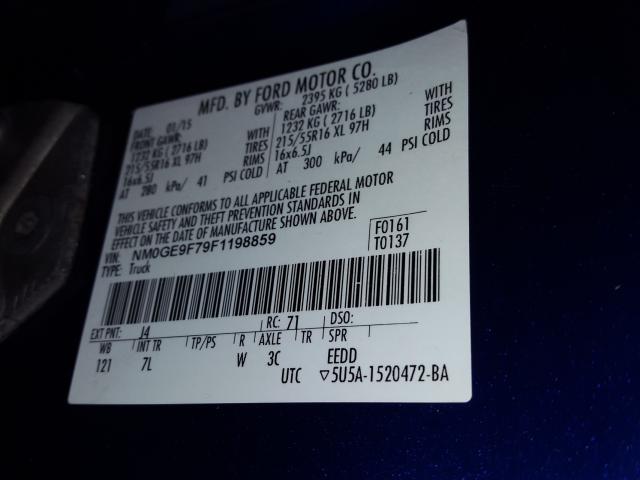 MFD. BY FORD MOTOR CO.
DATE: 01/15 GVWR: 2395 KG ( 5280 LB)
FRONT GAWR: WITH REAR GAWR: WITH
1232 KG ( 2716 LB) TIRES 1232 KG ( 2716 LB) TIRES
215/55R16 XL 97H RIMS 215/55R16 XL 97H RIMS
16x6.5J PSI COLD 16x6.5J PSI COLD
AT 280 kPa/ 41 AT 300 kPa/ 44
THIS VEHICLE CONFORMS TO ALL APPLICABLE FEDERAL MOTOR
VEHICLE SAFETY AND THEFT PREVENTION STANDARDS IN
EFFECT ON THE DATE OF MANUFACTURE SHOWN ABOVE.
VIN: NM0GE9F79F1198859 F0161
TYPE: Truck T0137
EXT PNT: J4 RC: 71 DSO:
WB INT TR TP/PS R AXLE TR SPR
121 7L W 3C EEDD
UTC ▽5U5A-1520472-BA